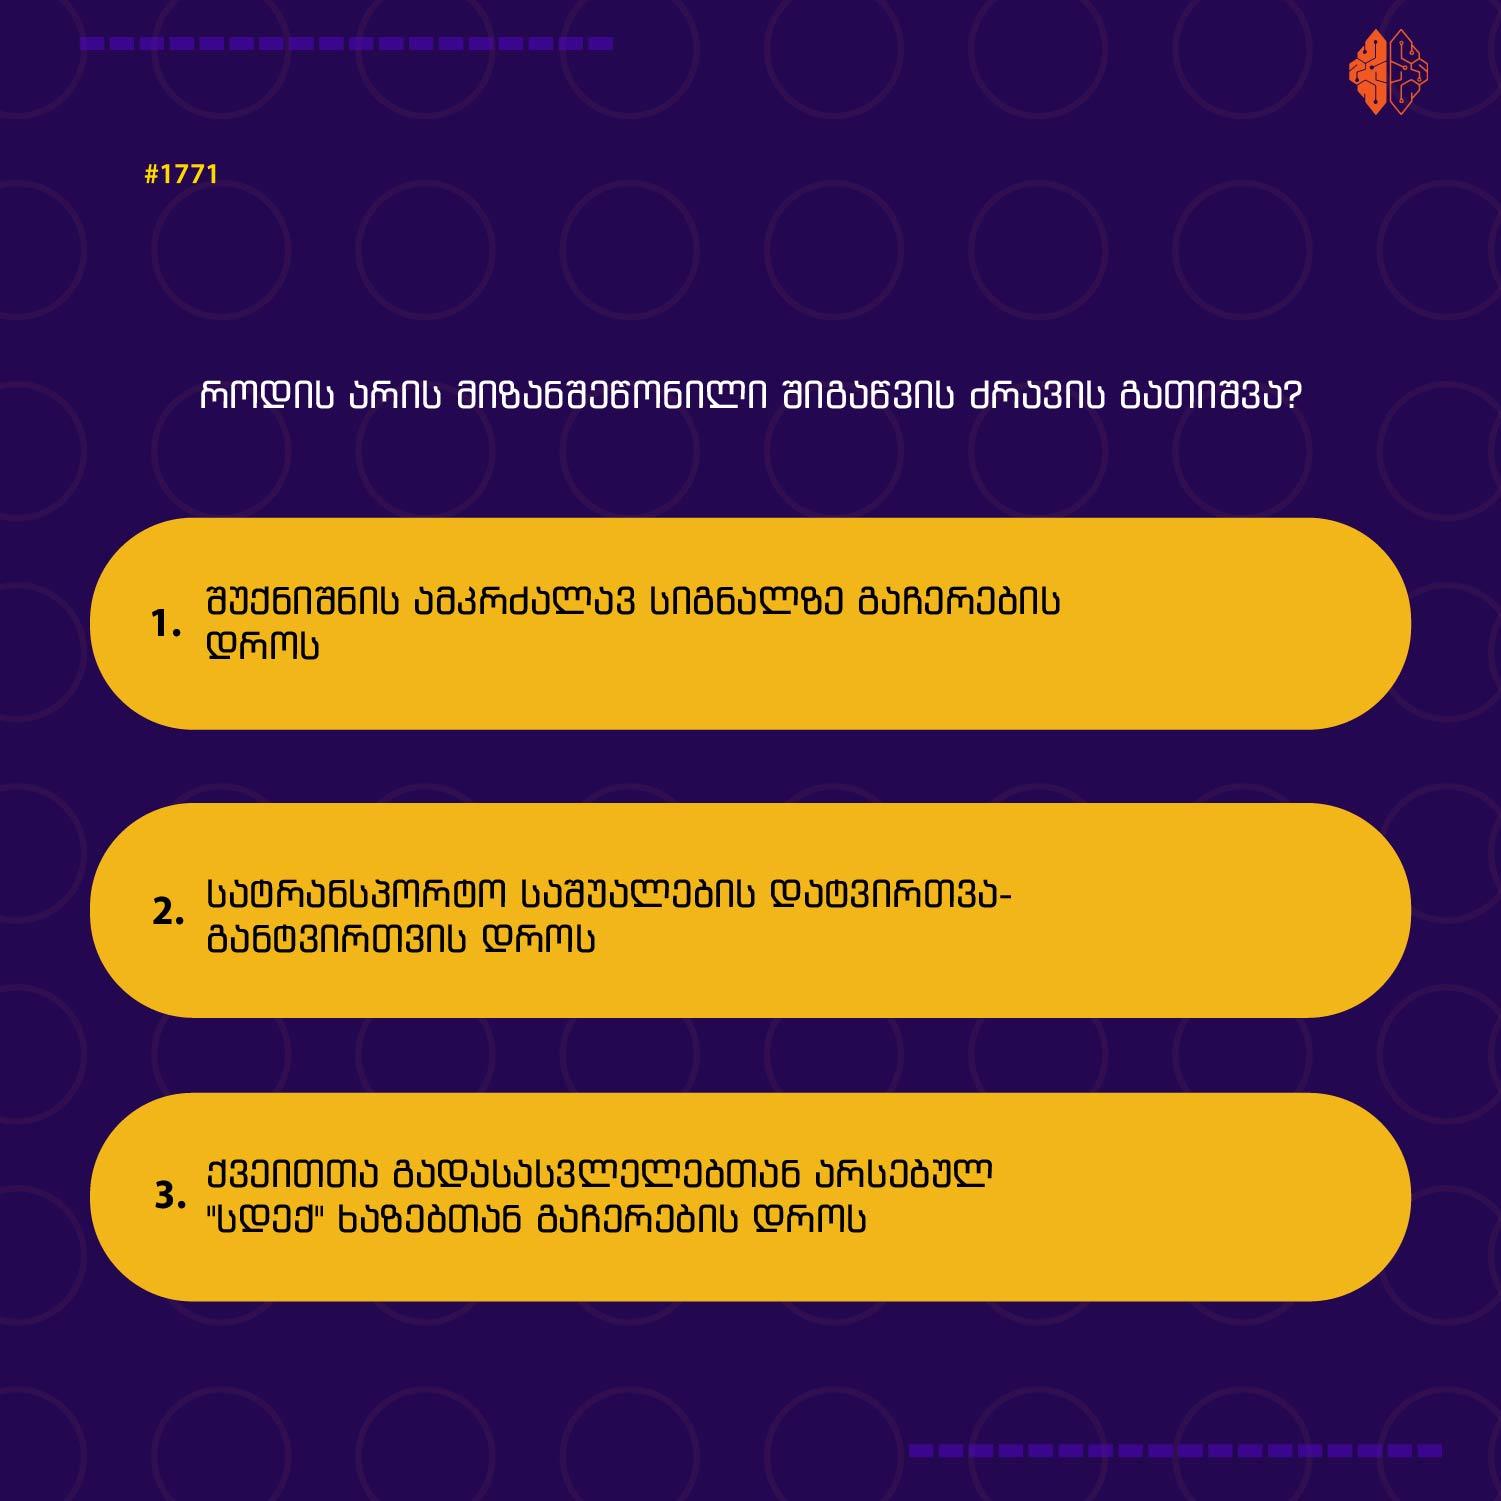 #1771
როდის არის მიზანშეწონილი შიგაწვის ძრავის გათიშვა?
1. შუქნიშნის ამკრძალავ სიგნალზე გაჩერების
დროს
2. სატრანსპორტო საშუალების დატვირთვა-
განტვირთვის დროს
3. ქვეითთა გადასასვლელებთან არსებულ
"სდექ" ხაზებთან გაჩერების დროს